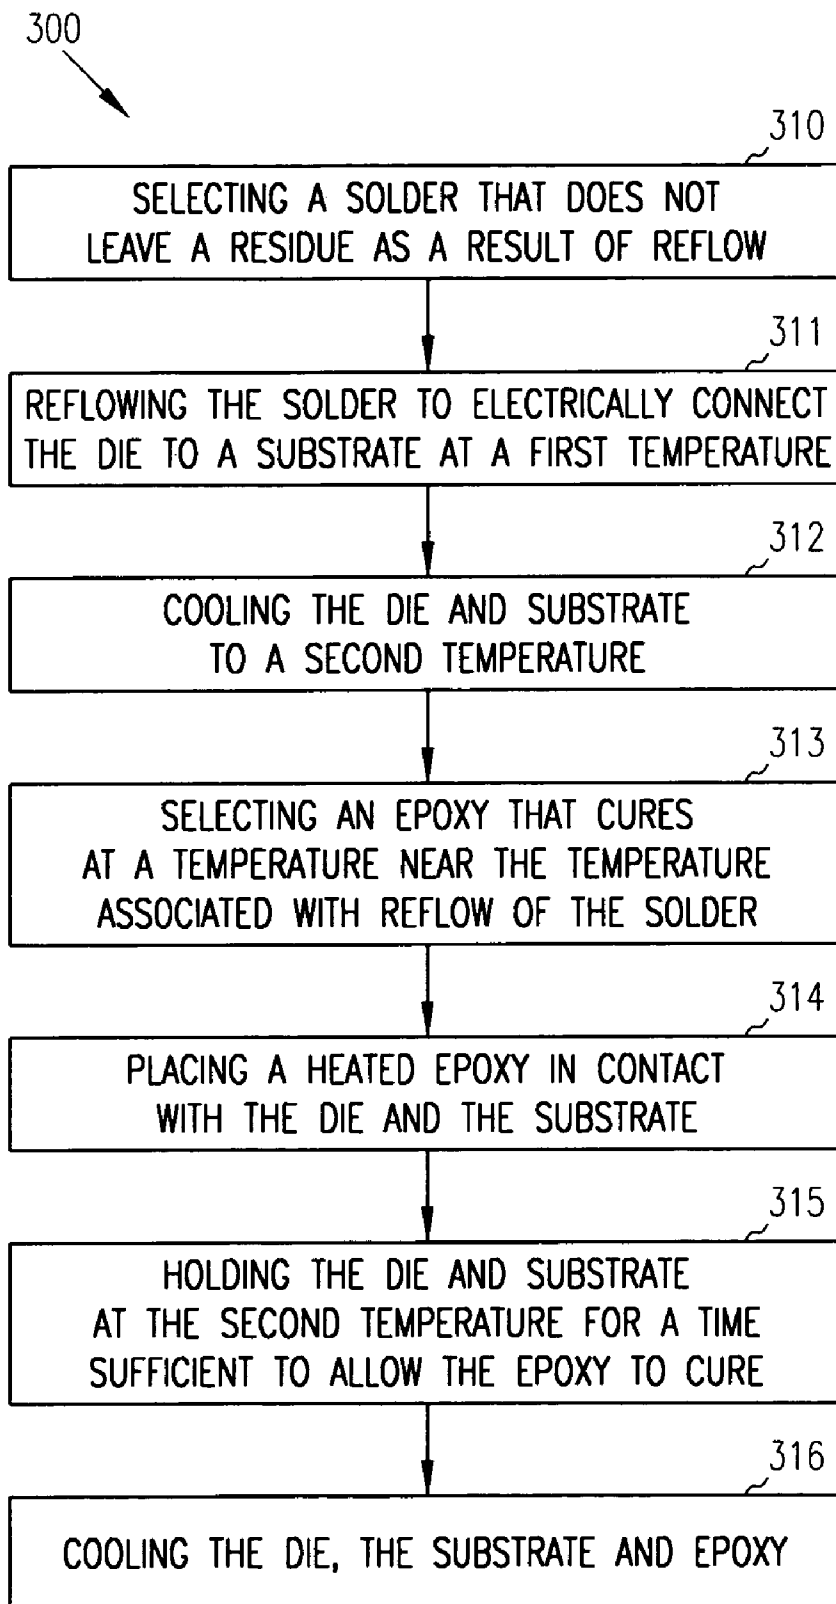 300
310
SELECTING A SOLDER THAT DOES NOT
LEAVE A RESIDUE AS A RESULT OF REFLOW
311
REFLOWING THE SOLDER TO ELECTRICALLY CONNECT
THE DIE TO A SUBSTRATE AT A FIRST TEMPERATURE
312
COOLING THE DIE AND SUBSTRATE
TO A SECOND TEMPERATURE
313
SELECTING AN EPOXY THAT CURES
AT A TEMPERATURE NEAR THE TEMPERATURE
ASSOCIATED WITH REFLOW OF THE SOLDER
314
PLACING A HEATED EPOXY IN CONTACT
WITH THE DIE AND THE SUBSTRATE
315
HOLDING THE DIE AND SUBSTRATE
AT THE SECOND TEMPERATURE FOR A TIME
SUFFICIENT TO ALLOW THE EPOXY TO CURE
316
COOLING THE DIE, THE SUBSTRATE AND EPOXY